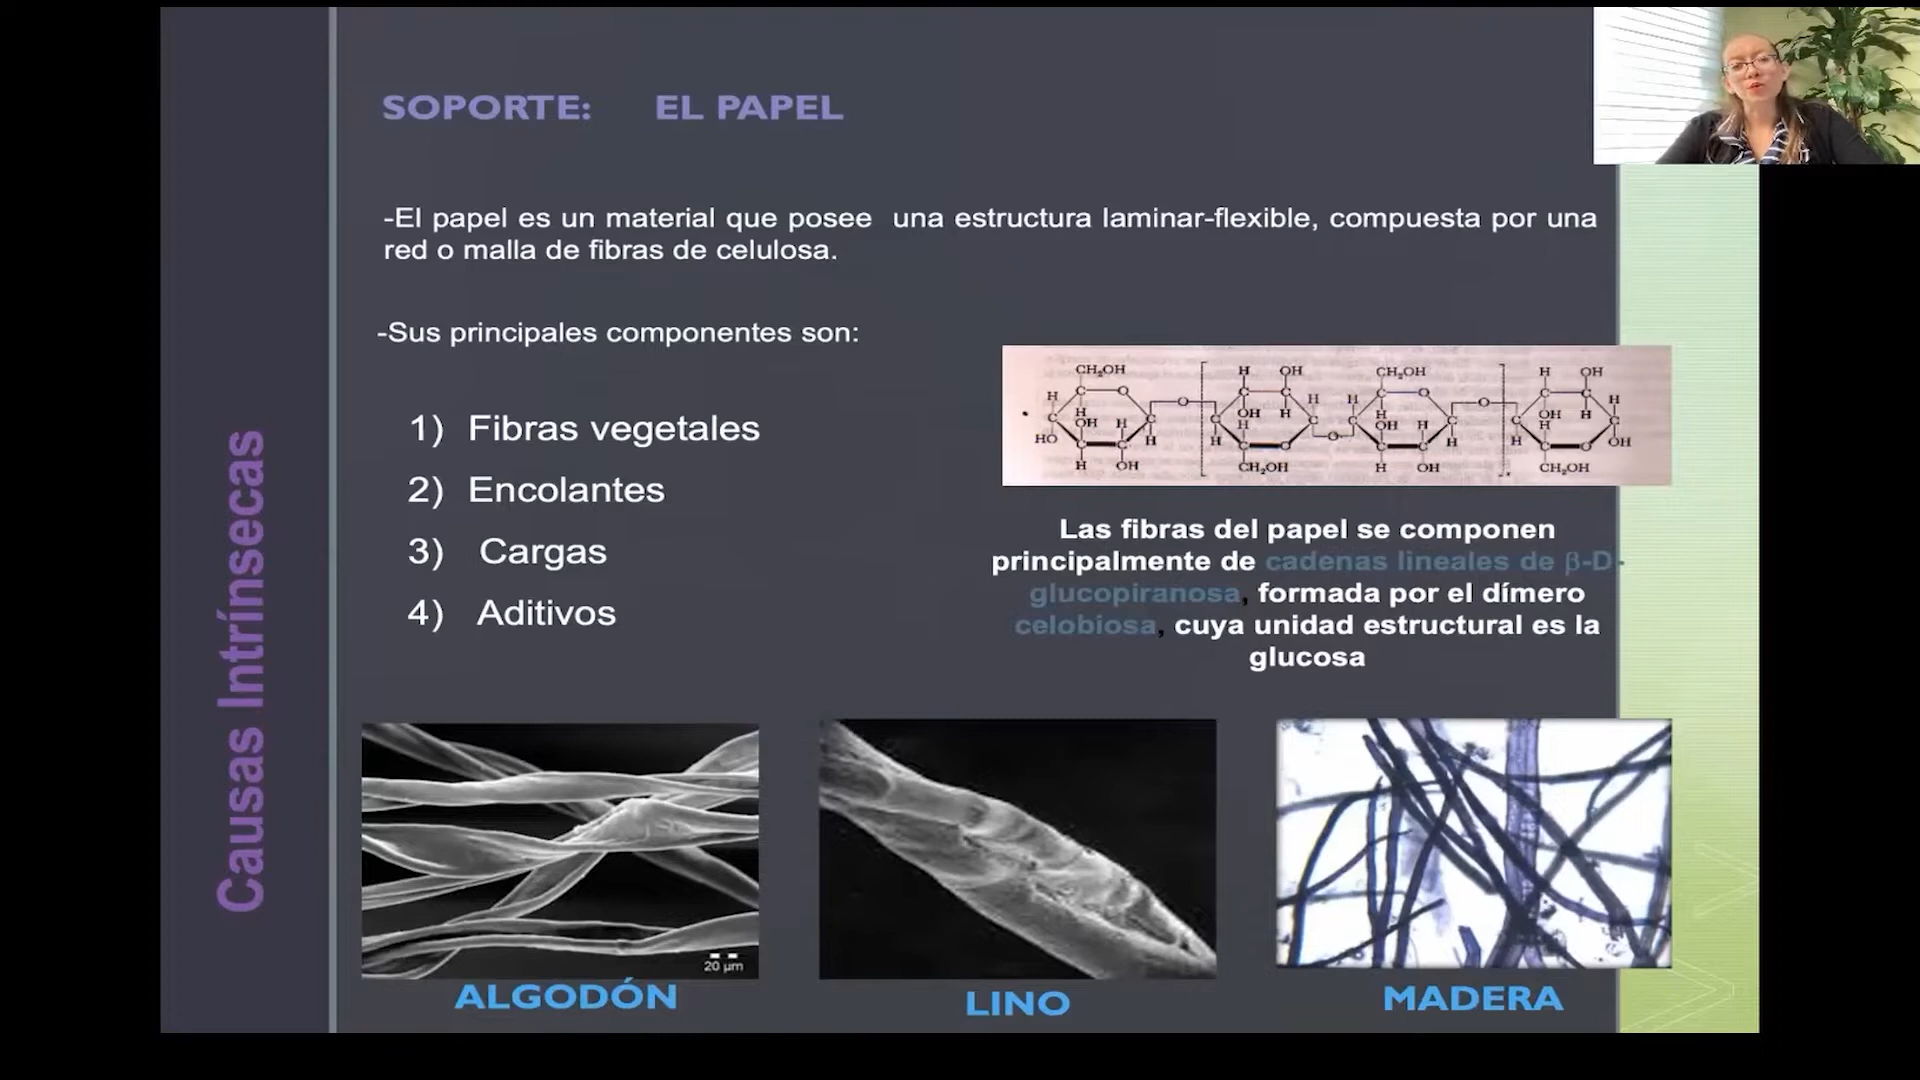 SOPORTE: EL PAPEL
-El papel es un material que posee una estructura laminar-flexible, compuesta por una
red o malla de fibras de celulosa.
-Sus principales componentes son:
1) Fibras vegetales
2) Encolantes
3) Cargas
4) Aditivos
Causas Intrínsecas
CH₂OH H OH CH₂OH H OH
H C O C C H C O C C H
H H H
C OH H C O C OH H C C OH H C O C OH H C
HO H H H H OH
C C C O O C C C O
H OH CH₂OH H OH CH₂OH
Las fibras del papel se componen
principalmente de cadenas lineales de β-D-
glucopiranosa, formada por el dímero
celobiosa, cuya unidad estructural es la
glucosa
20 µm
ALGODÓN
LINO
MADERA